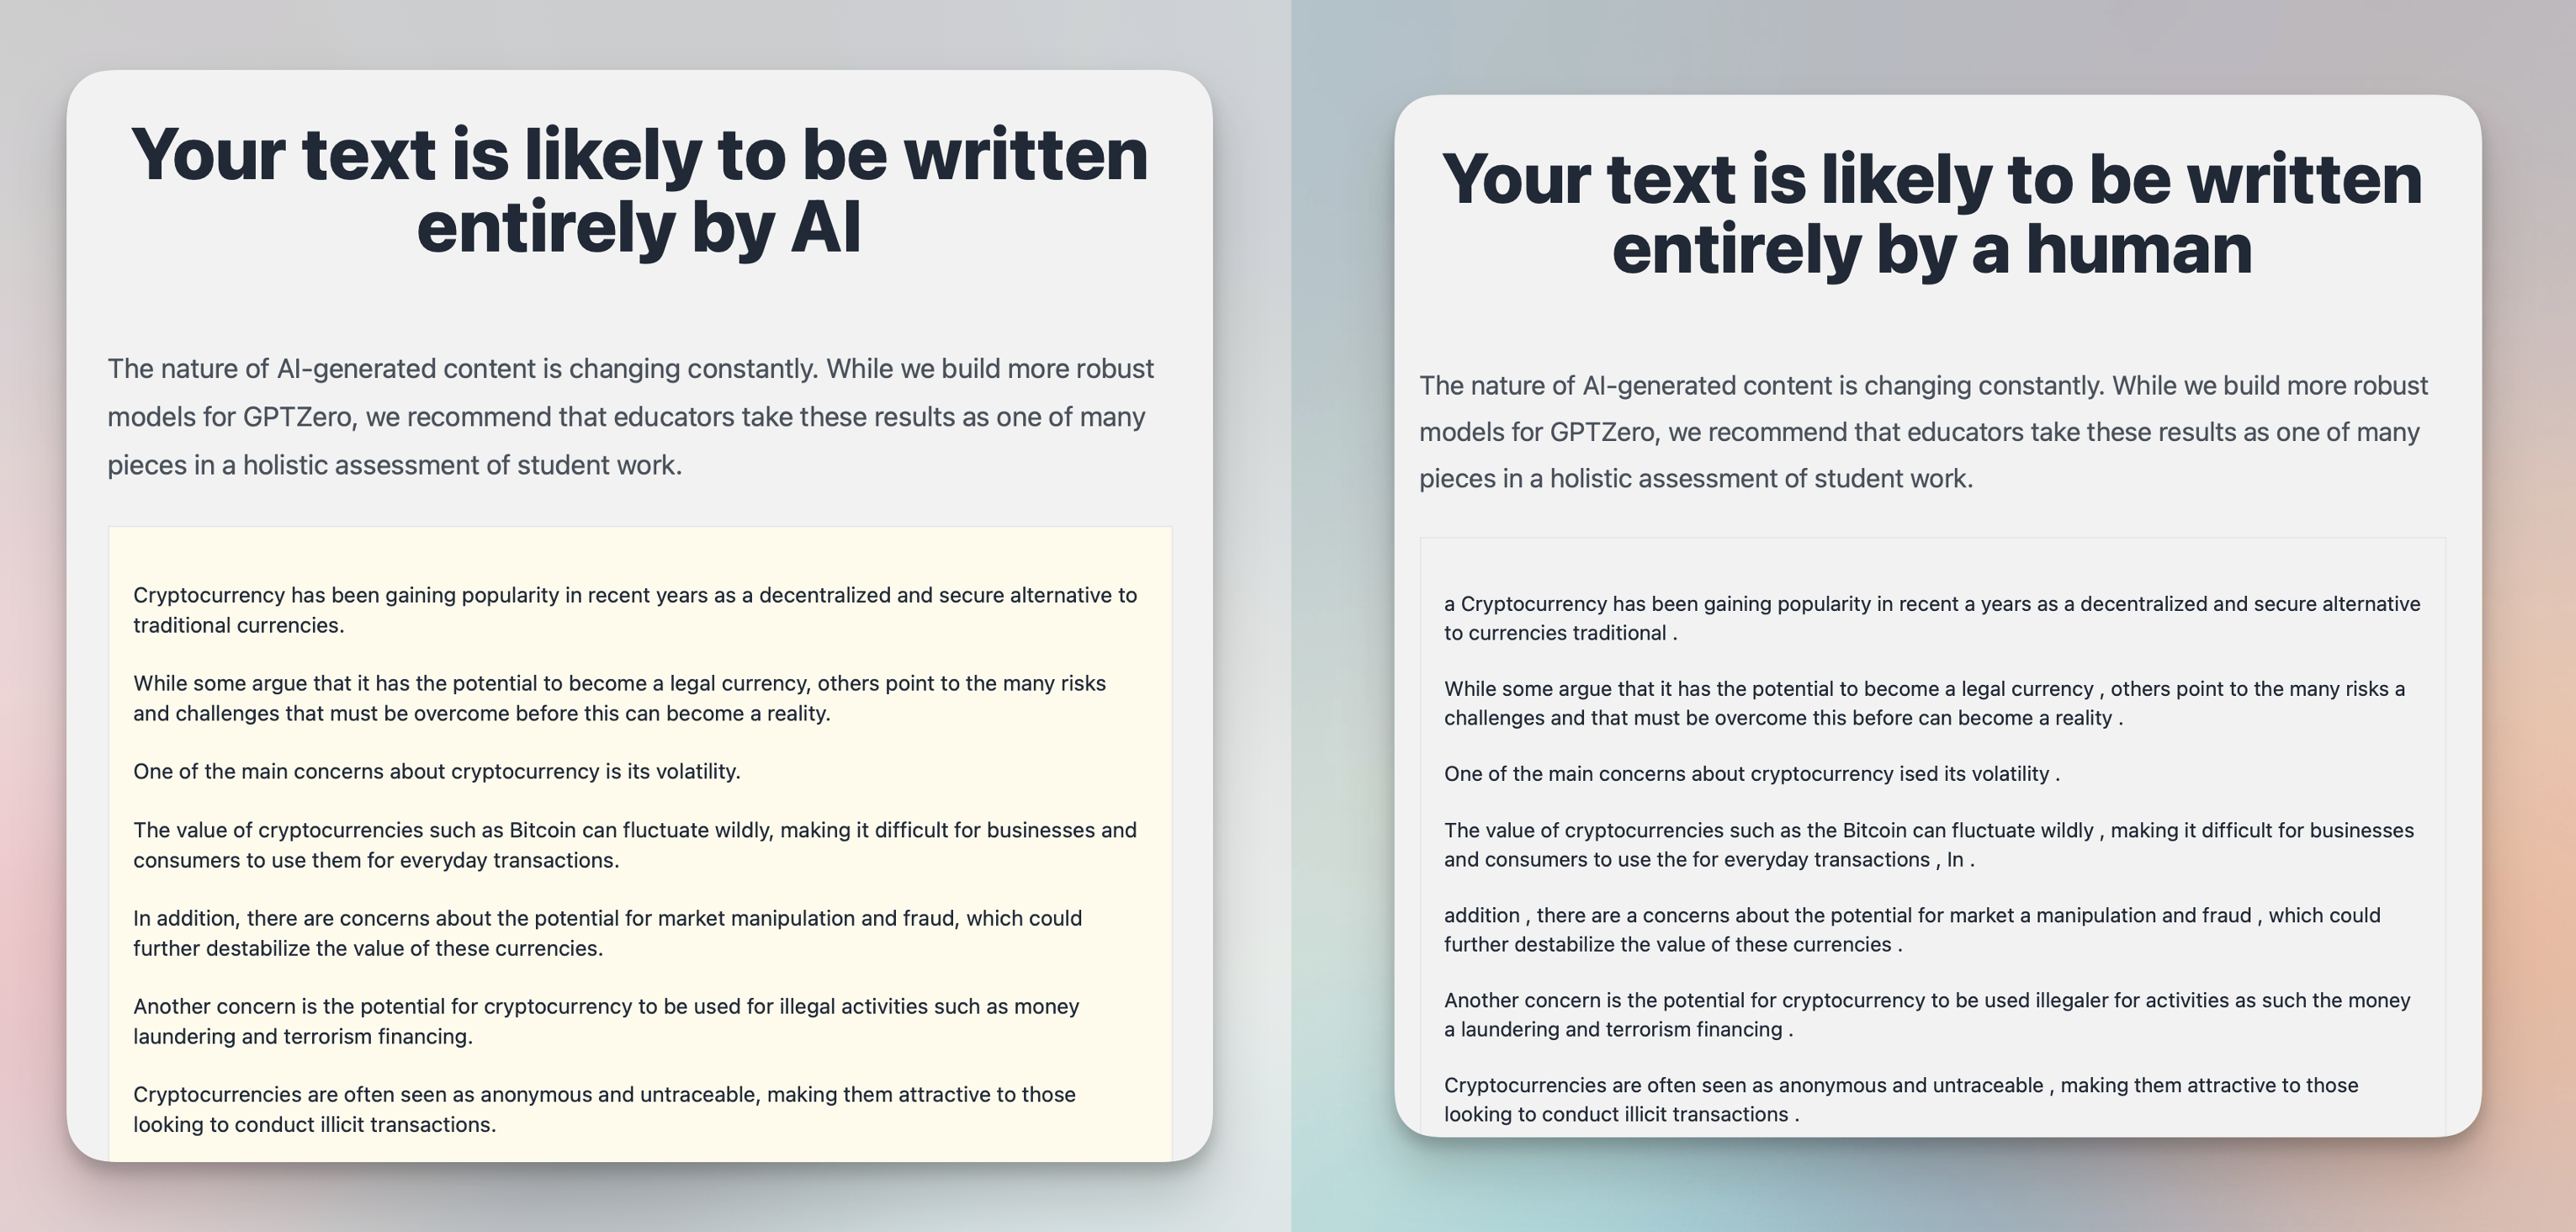 Your text is likely to be written
entirely by AI
The nature of AI-generated content is changing constantly. While we build more robust
models for GPTZero, we recommend that educators take these results as one of many
pieces in a holistic assessment of student work.
Cryptocurrency has been gaining popularity in recent years as a decentralized and secure alternative to
traditional currencies.
While some argue that it has the potential to become a legal currency, others point to the many risks
and challenges that must be overcome before this can become a reality.
One of the main concerns about cryptocurrency is its volatility.
The value of cryptocurrencies such as Bitcoin can fluctuate wildly, making it difficult for businesses and
consumers to use them for everyday transactions.
In addition, there are concerns about the potential for market manipulation and fraud, which could
further destabilize the value of these currencies.
Another concern is the potential for cryptocurrency to be used for illegal activities such as money
laundering and terrorism financing.
Cryptocurrencies are often seen as anonymous and untraceable, making them attractive to those
looking to conduct illicit transactions.
Your text is likely to be written
entirely by a human
The nature of AI-generated content is changing constantly. While we build more robust
models for GPTZero, we recommend that educators take these results as one of many
pieces in a holistic assessment of student work.
a Cryptocurrency has been gaining popularity in recent a years as a decentralized and secure alternative
to currencies traditional .
While some argue that it has the potential to become a legal currency , others point to the many risks a
challenges and that must be overcome this before can become a reality .
One of the main concerns about cryptocurrency ised its volatility .
The value of cryptocurrencies such as the Bitcoin can fluctuate wildly , making it difficult for businesses
and consumers to use the for everyday transactions , In .
addition , there are a concerns about the potential for market a manipulation and fraud , which could
further destabilize the value of these currencies .
Another concern is the potential for cryptocurrency to be used illegaler for activities as such the money
a laundering and terrorism financing .
Cryptocurrencies are often seen as anonymous and untraceable , making them attractive to those
looking to conduct illicit transactions .